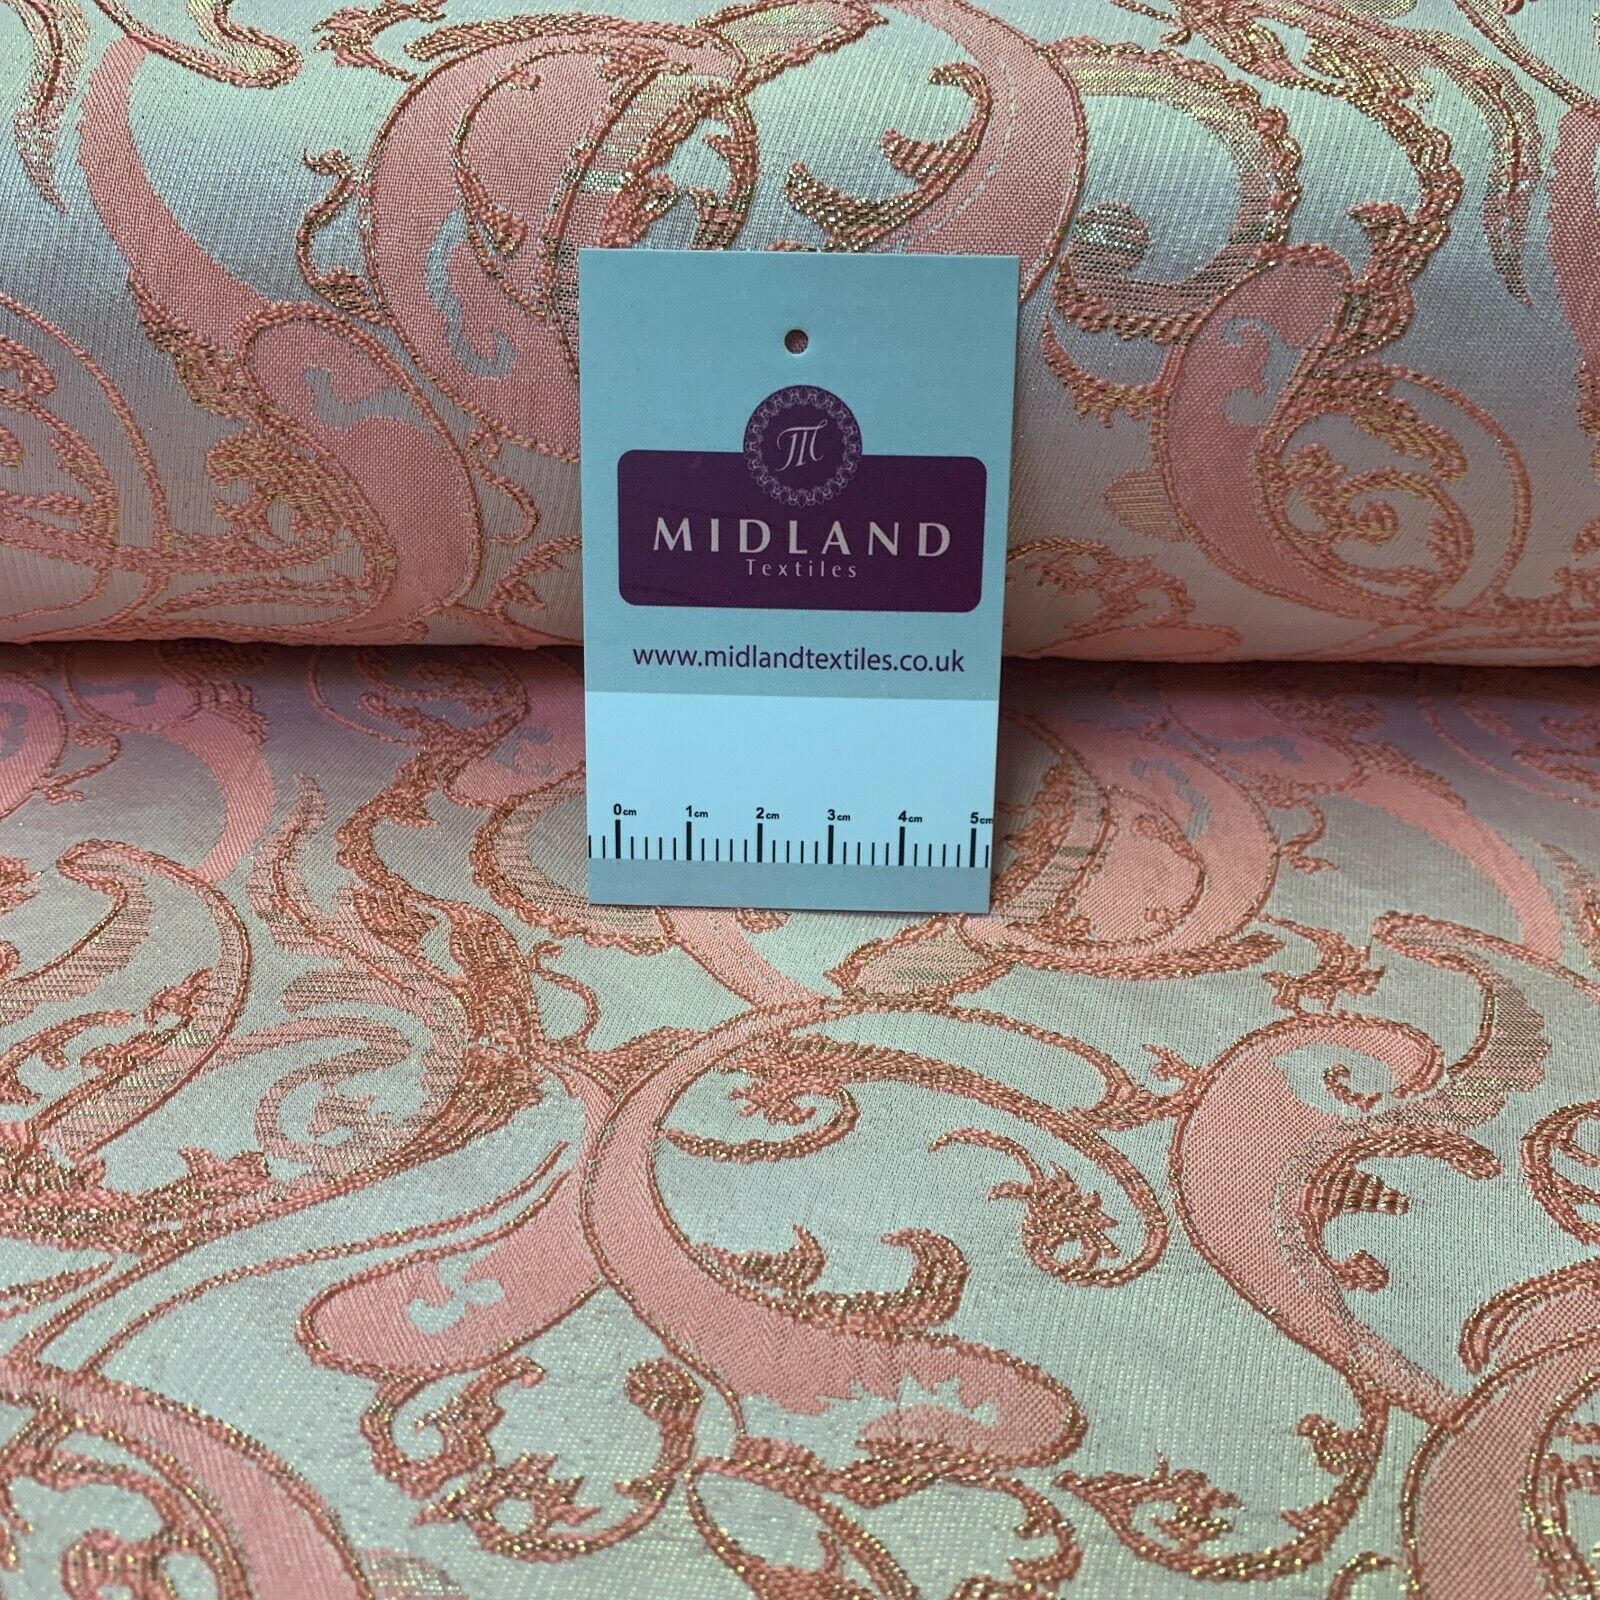 M
MIDLAND
Textiles
www.midlandtextiles.co.uk
0cm 1cm 2cm 3cm 4cm 5cm